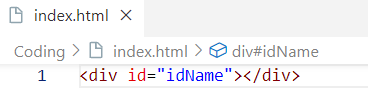 index.html
Coding > index.html > div#idName
1 <div id="idName"></div>